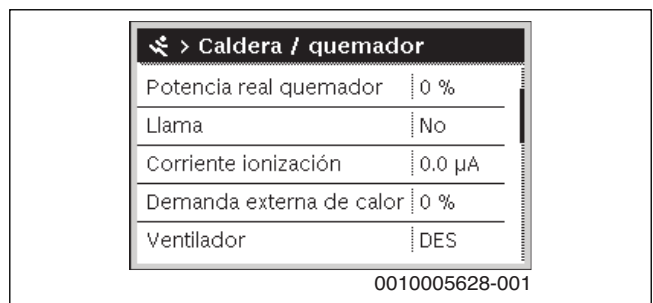 > Caldera / quemador
Potencia real quemador 0 %
Llama No
Corriente ionización 0.0 µA
Demanda externa de calor 0 %
Ventilador DES
0010005628-001